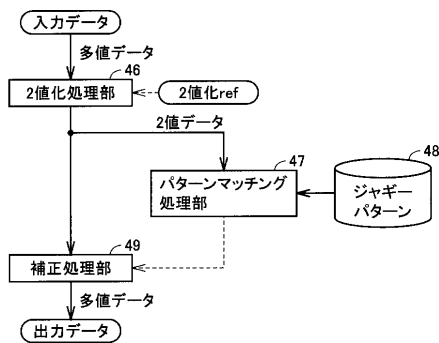 入力データ
多値データ
46
2値化処理部
2値化ref
2値データ
47
パターンマッチング
処理部
48
ジャギー
パターン
49
補正処理部
多値データ
出力データ